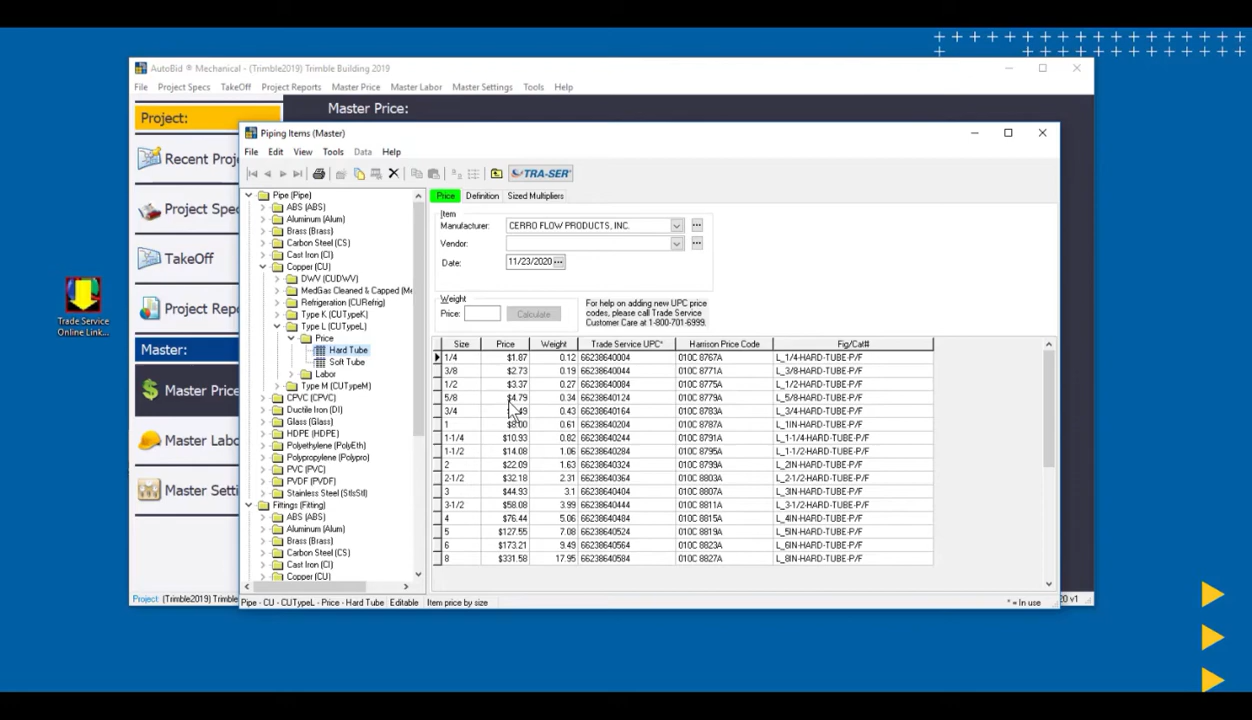 AutoBid ® Mechanical - (Trimble2019) Trimble Building 2019
File Project Specs TakeOff Project Reports Master Price Master Labor Master Settings Tools Help
Project:
Master Price:
Recent Proj
Project Spec
TakeOff
Project Repo
Master:
Master Price
Master Labo
Master Setti
Project (Trimble2019) Trimble
20 v1
Trade Service
Online Link...
Piping Items (Master)
File Edit View Tools Data Help
TRA-SER
Pipe (Pipe)
ABS (ABS)
Aluminum (Alum)
Brass (Brass)
Carbon Steel (CS)
Cast Iron (CI)
Copper (CU)
DWV (CUDWV)
MedGas Cleaned & Capped (Me
Refrigeration (CURefrig)
Type K (CUTypeK)
Type L (CUTypeL)
Price
Hard Tube
Soft Tube
Labor
Type M (CUTypeM)
CPVC (CPVC)
Ductile Iron (DI)
Glass (Glass)
HDPE (HDPE)
Polyethylene (PolyEth)
Polypropylene (Polypro)
PVC (PVC)
PVDF (PVDF)
Stainless Steel (StlsStl)
Fittings (Fitting)
ABS (ABS)
Aluminum (Alum)
Brass (Brass)
Carbon Steel (CS)
Cast Iron (CI)
Copper (CU)
Price Definition Sized Multipliers
Item
Manufacturer: CERRO FLOW PRODUCTS, INC.
Vendor:
Date: 11/23/2020
Weight
Price: Calculate
For help on adding new UPC price
codes, please call Trade Service
Customer Care at 1-800-701-6999.
Size Price Weight Trade Service UPC* Harrison Price Code Fig/Cat#
1/4 $1.87 0.12 66238640004 010C 8767A L_1/4-HARD-TUBE-P/F
3/8 $2.73 0.19 66238640044 010C 8771A L_3/8-HARD-TUBE-P/F
1/2 $3.37 0.27 66238640084 010C 8775A L_1/2-HARD-TUBE-P/F
5/8 $4.79 0.34 66238640124 010C 8779A L_5/8-HARD-TUBE-P/F
3/4 0.43 66238640164 010C 8783A L_3/4-HARD-TUBE-P/F
1 $8.00 0.61 66238640204 010C 8787A L_1IN-HARD-TUBE-P/F
1-1/4 $10.93 0.82 66238640244 010C 8791A L_1-1/4-HARD-TUBE-P/F
1-1/2 $14.08 1.06 66238640284 010C 8795A L_1-1/2-HARD-TUBE-P/F
2 $22.09 1.63 66238640324 010C 8799A L_2IN-HARD-TUBE-P/F
2-1/2 $32.18 2.31 66238640364 010C 8803A L_2-1/2-HARD-TUBE-P/F
3 $44.93 3.1 66238640404 010C 8807A L_3IN-HARD-TUBE-P/F
3-1/2 $58.08 3.99 66238640444 010C 8811A L_3-1/2-HARD-TUBE-P/F
4 $76.44 5.06 66238640484 010C 8815A L_4IN-HARD-TUBE-P/F
5 $127.55 7.08 66238640524 010C 8819A L_5IN-HARD-TUBE-P/F
6 $173.21 9.49 66238640564 010C 8823A L_6IN-HARD-TUBE-P/F
8 $331.58 17.95 66238640584 010C 8827A L_8IN-HARD-TUBE-P/F
Pipe - CU - CUTypeL - Price - Hard Tube Editable Item price by size * = In use